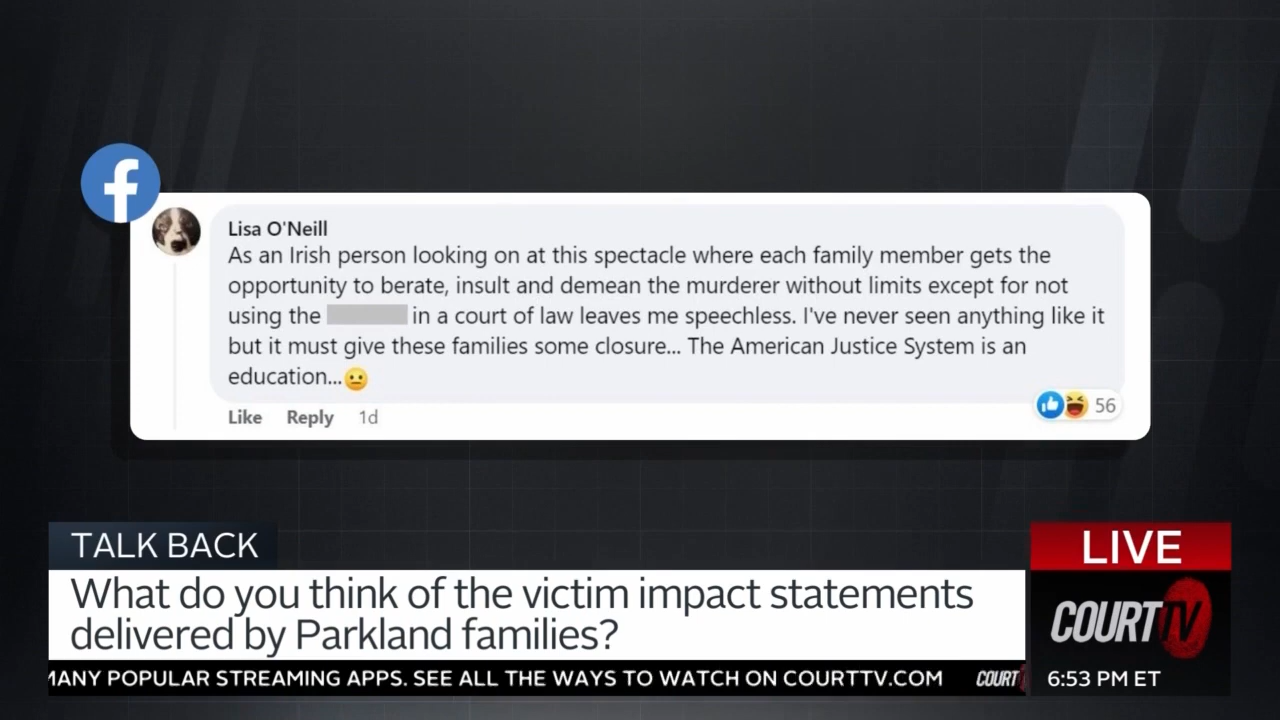 f
Lisa O'Neill
As an Irish person looking on at this spectacle where each family member gets the
opportunity to berate, insult and demean the murderer without limits except for not
using the in a court of law leaves me speechless. I've never seen anything like it
but it must give these families some closure... The American Justice System is an
education...😐
Like Reply 1d
56
TALK BACK
What do you think of the victim impact statements
delivered by Parkland families?
MANY POPULAR STREAMING APPS. SEE ALL THE WAYS TO WATCH ON COURTTV.COM
COURT
LIVE
COURT TV
6:53 PM ET